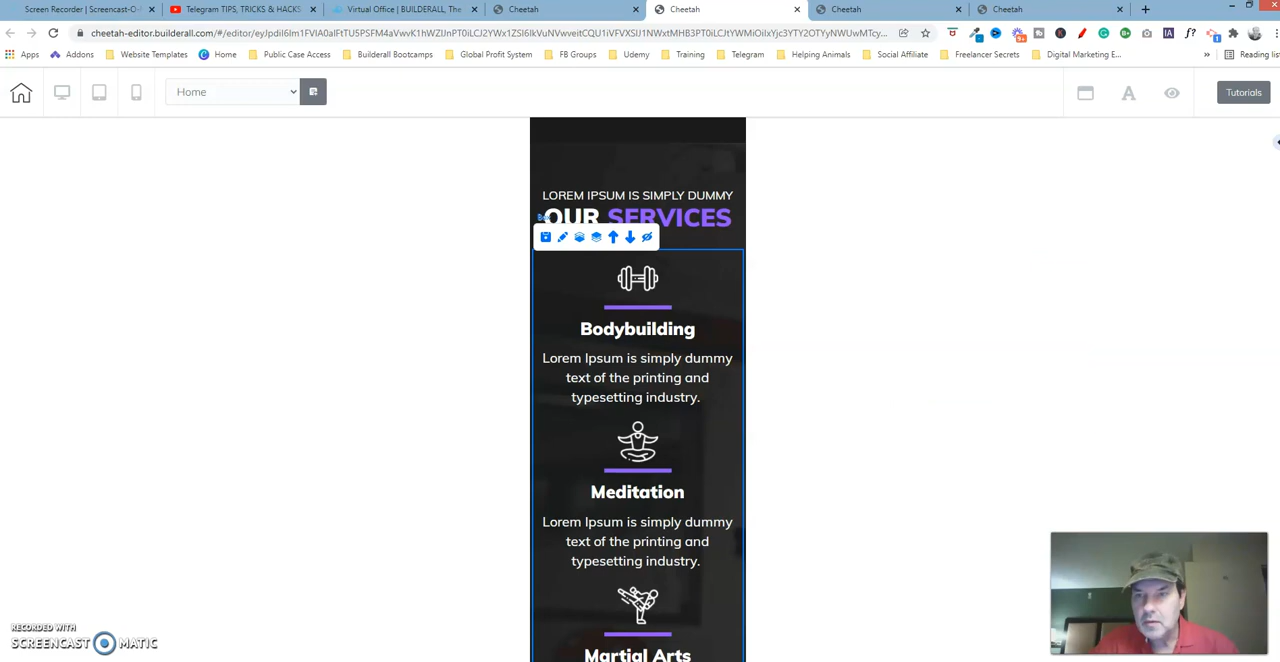 Screen Recorder | Screencast-O-
Telegram TIPS, TRICKS & HACKS
Virtual Office | BUILDERALL, The
Cheetah
Cheetah
Cheetah
Cheetah
Apps
Addons
Website Templates
Home
Public Case Access
Builderall Bootcamps
Global Profit System
FB Groups
Udemy
Training
Telegram
Helping Animals
Social Affiliate
Freelancer Secrets
Digital Marketing E...
Reading list
Home
Tutorials
LOREM IPSUM IS SIMPLY DUMMY
OUR SERVICES
Bodybuilding
Lorem Ipsum is simply dummy
text of the printing and
typesetting industry.
Meditation
Lorem Ipsum is simply dummy
text of the printing and
typesetting industry.
Martial Arts
RECORDED WITH
SCREENCAST MATIC